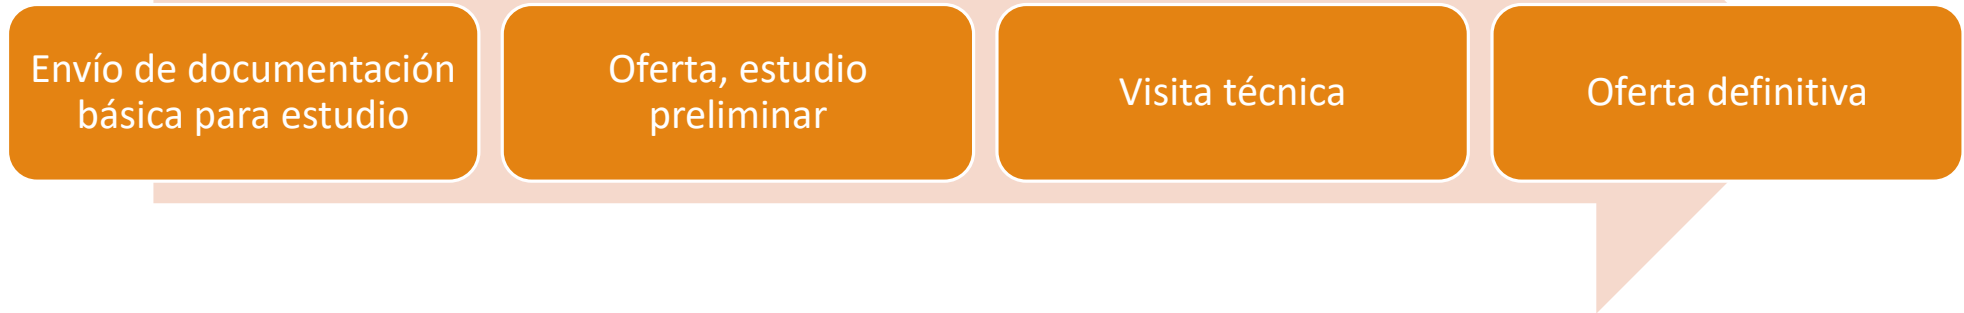 Envío de documentación
básica para estudio
Oferta, estudio
preliminar
Visita técnica
Oferta definitiva